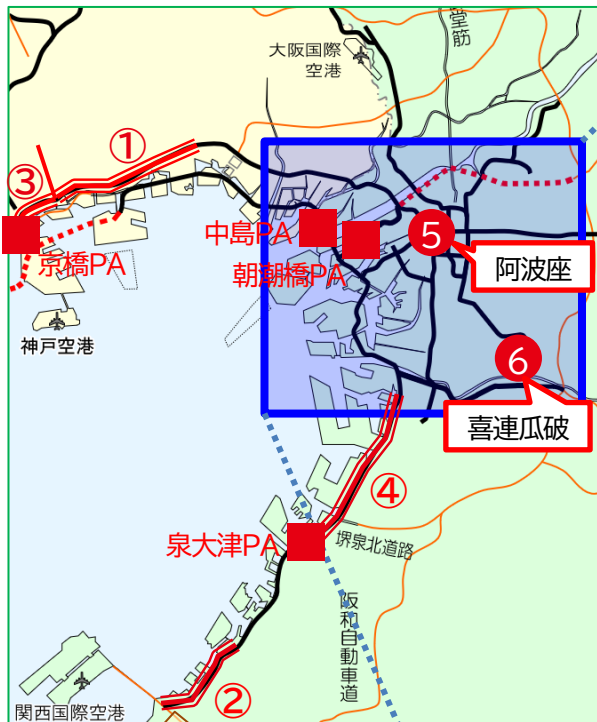 堂筋
大阪国際
空港
①
③
中島PA
⑤
京橋PA
朝潮橋PA
阿波座
神戸空港
⑥
喜連瓜破
④
泉大津PA
堺泉北道路
阪和自動車道
関西国際空港
②